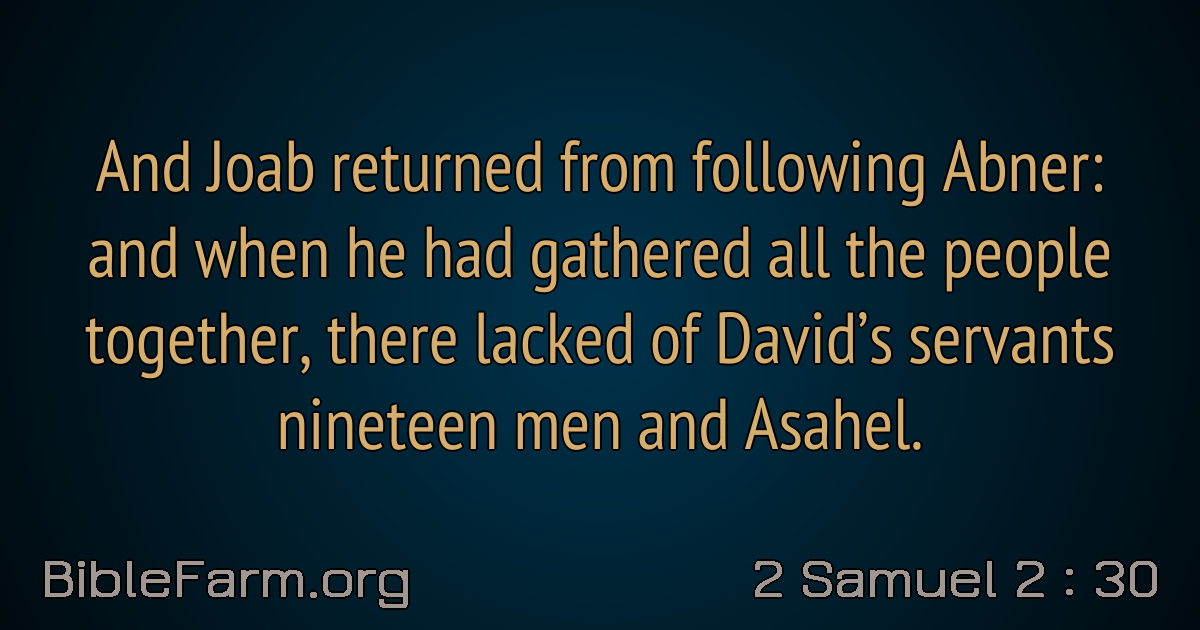 And Joab returned from following Abner:
and when he had gathered all the people
together, there lacked of David’s servants
nineteen men and Asahel.
BibleFarm.org
2 Samuel 2 : 30